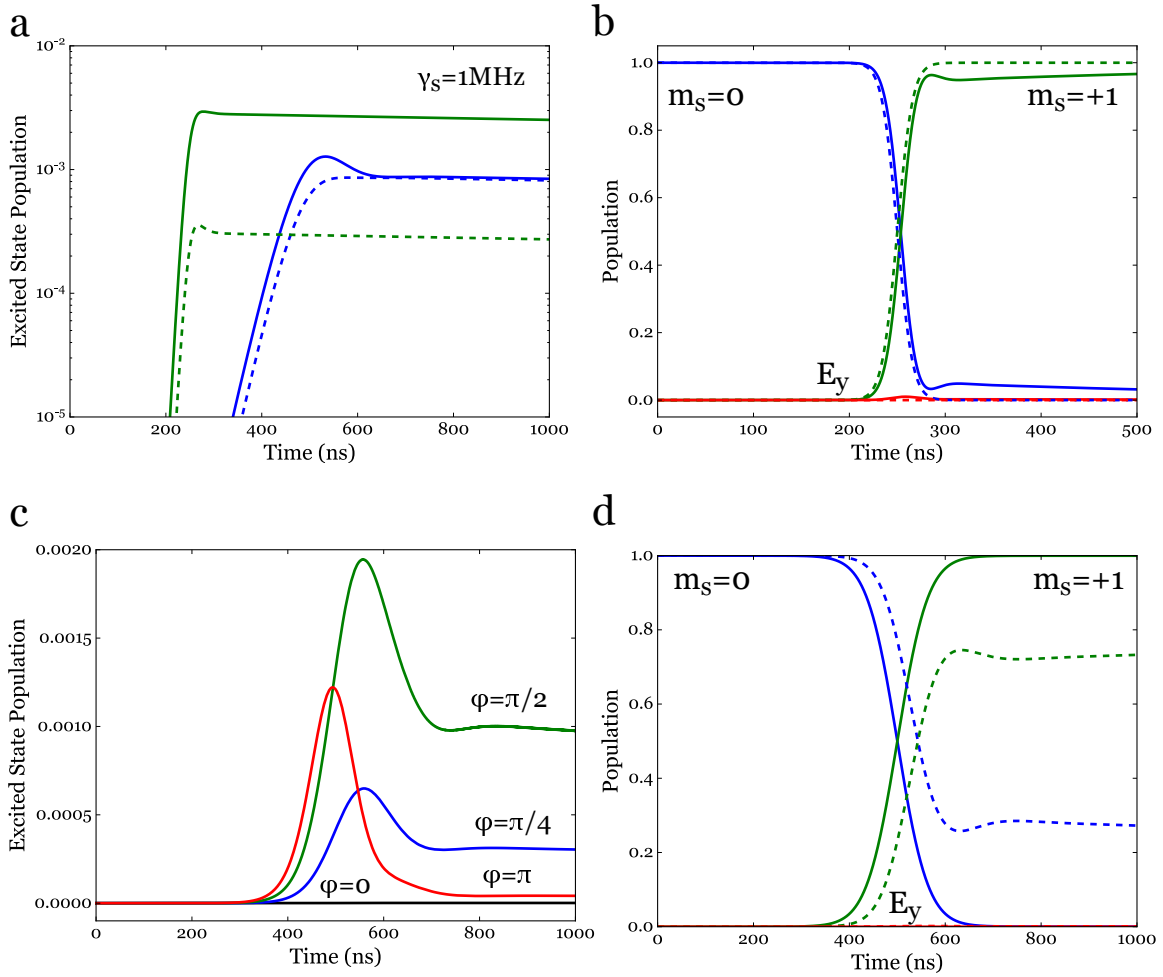 a
γs=1MHz
Excited State Population
10⁻²
10⁻³
10⁻⁴
10⁻⁵
0 200 400 600 800 1000
Time (ns)
b
mₛ=0
mₛ=+1
E_y
Population
1.0
0.8
0.6
0.4
0.2
0.0
0 100 200 300 400 500
Time (ns)
c
φ=π/2
φ=π/4
φ=0
φ=π
Excited State Population
0.0020
0.0015
0.0010
0.0005
0.0000
0 200 400 600 800 1000
Time (ns)
d
mₛ=0
mₛ=+1
E_y
Population
1.0
0.8
0.6
0.4
0.2
0.0
0 200 400 600 800 1000
Time (ns)